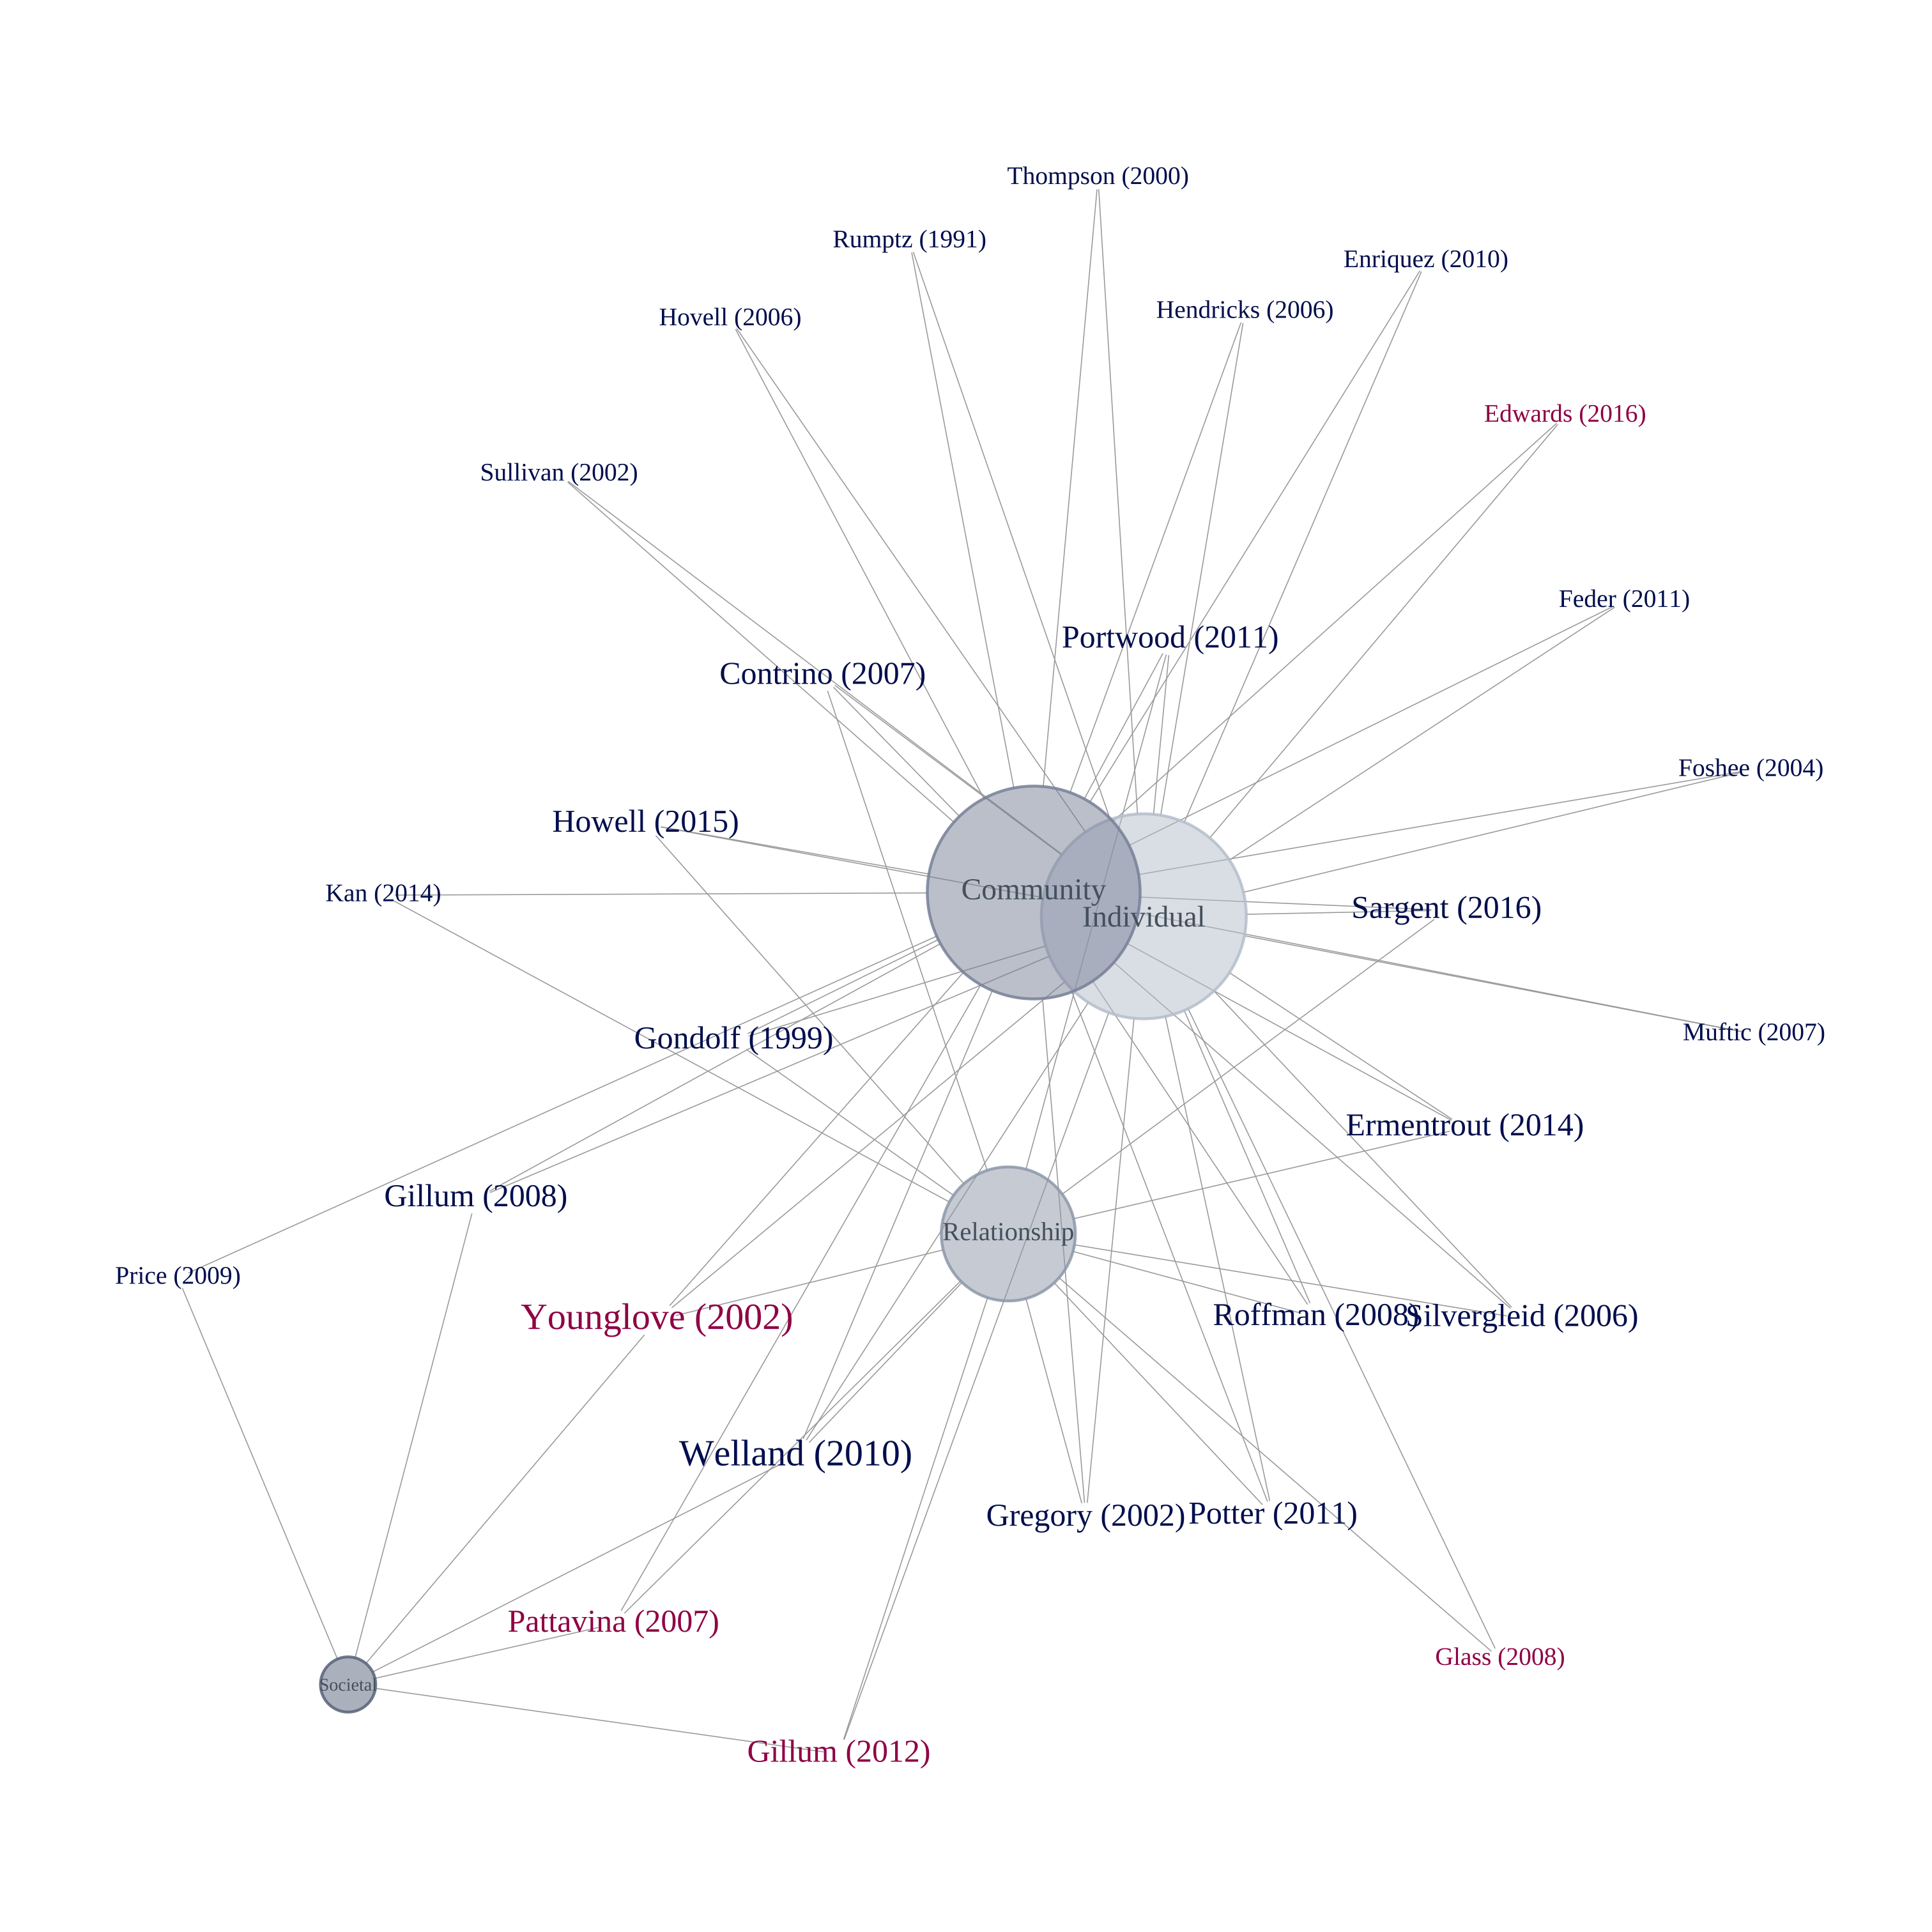 Thompson (2000)
Rumptz (1991)
Enriquez (2010)
Hendricks (2006)
Hovell (2006)
Edwards (2016)
Sullivan (2002)
Feder (2011)
Portwood (2011)
Contrino (2007)
Foshee (2004)
Howell (2015)
Kan (2014)
Community
Sargent (2016)
Individual
Muftic (2007)
Gondolf (1999)
Ermentrout (2014)
Gillum (2008)
Relationship
Price (2009)
Younglove (2002)
Roffman (2008)
Silvergleid (2006)
Welland (2010)
Gregory (2002)
Potter (2011)
Pattavina (2007)
Glass (2008)
Societal
Gillum (2012)